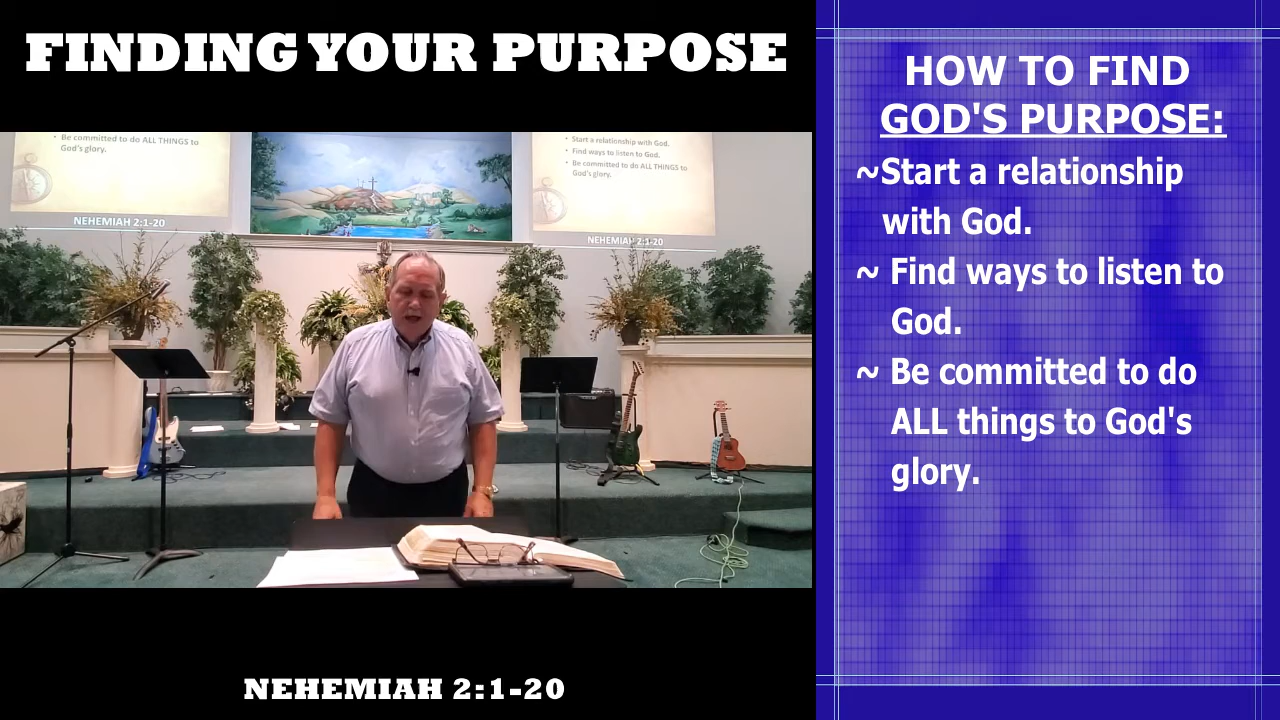 FINDING YOUR PURPOSE
Be committed to do ALL THINGS to
God's glory.
NEHEMIAH 2:1-20
Start a relationship with God.
Find ways to listen to God.
Be committed to do ALL THINGS to
God's glory.
NEHEMIAH 2:1-20
NEHEMIAH 2:1-20
HOW TO FIND
GOD'S PURPOSE:
~Start a relationship
with God.
~ Find ways to listen to
God.
~ Be committed to do
ALL things to God's
glory.